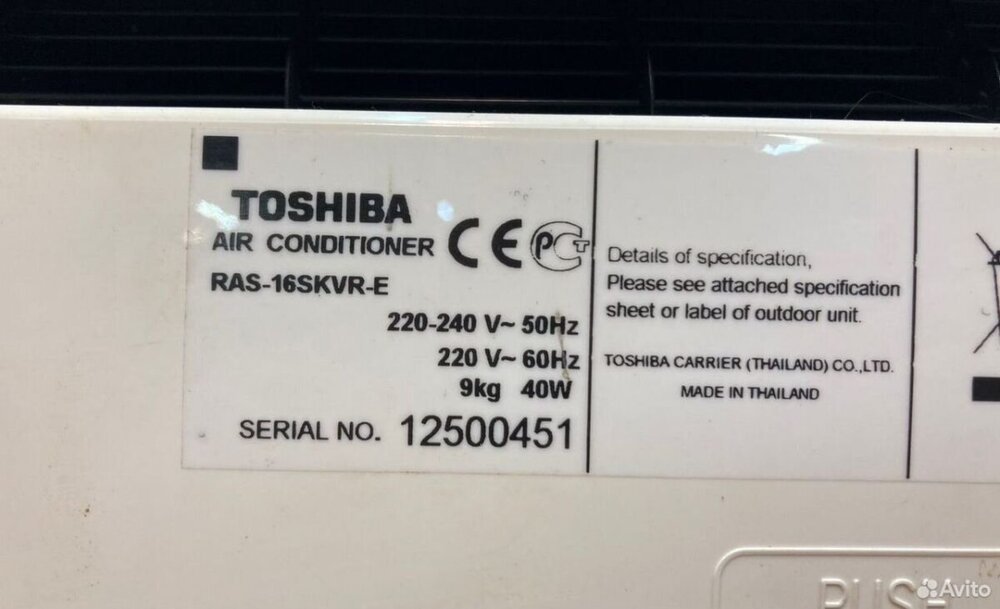 TOSHIBA
AIR CONDITIONER
RAS-16SKVR-E
220-240 V~ 50Hz
220 V~ 60Hz
9kg 40W
SERIAL NO. 12500451
Details of specification,
Please see attached specification
sheet or label of outdoor unit.
TOSHIBA CARRIER (THAILAND) CO.,LTD.
MADE IN THAILAND
Avito